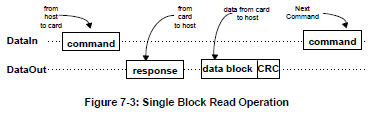 from host to card
from card to host
data from card to host
Next Command
DataIn
command
command
DataOut
response
data block
CRC
Figure 7-3: Single Block Read Operation